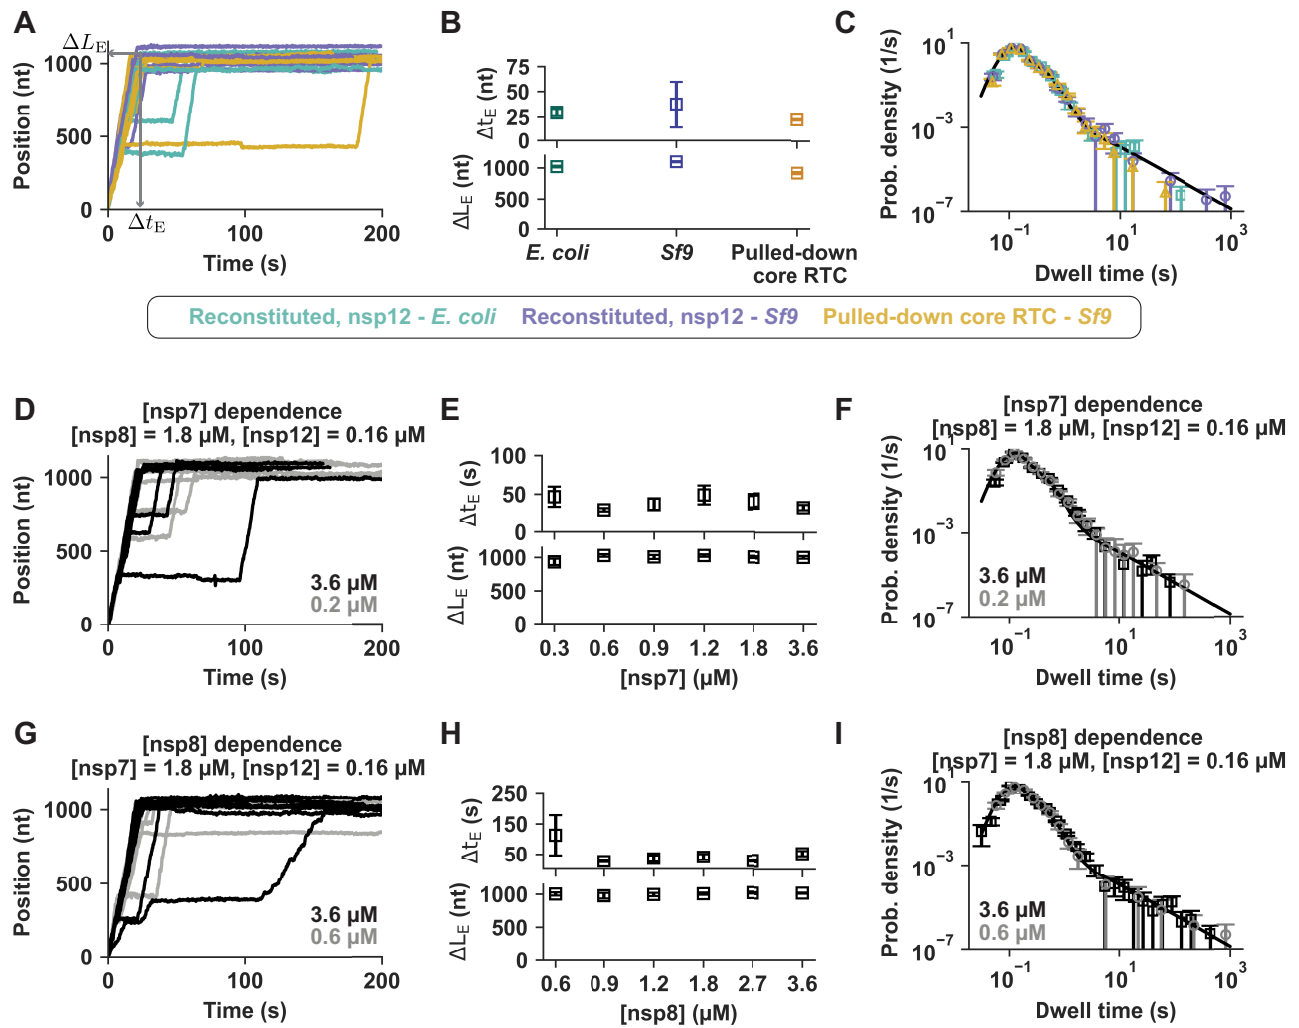 A
Position (nt)
1000
500
0
ΔL_E
Δt_E
0 100 200
Time (s)
B
Δt_E (nt)
75
50
25
0
ΔL_E (nt)
1000
500
0
E. coli Sf9 Pulled-down
core RTC
C
Prob. density (1/s)
10^1
10^−3
10^−7
10^−1 10^1 10^3
Dwell time (s)
Reconstituted, nsp12 - E. coli Reconstituted, nsp12 - Sf9 Pulled-down core RTC - Sf9
D
[nsp7] dependence
[nsp8] = 1.8 µM, [nsp12] = 0.16 µM
Position (nt)
1000
500
0
3.6 µM
0.2 µM
0 100 200
Time (s)
E
Δt_E (s)
100
50
0
ΔL_E (nt)
1000
500
0
0.3 0.6 0.9 1.2 1.8 3.6
[nsp7] (µM)
F
[nsp7] dependence
[nsp8] = 1.8 µM, [nsp12] = 0.16 µM
Prob. density (1/s)
10^1
10^−3
10^−7
3.6 µM
0.2 µM
10^−1 10^1 10^3
Dwell time (s)
G
[nsp8] dependence
[nsp7] = 1.8 µM, [nsp12] = 0.16 µM
Position (nt)
1000
500
0
3.6 µM
0.6 µM
0 100 200
Time (s)
H
Δt_E (s)
250
150
50
ΔL_E (nt)
1000
500
0
0.6 0.9 1.2 1.8 2.7 3.6
[nsp8] (µM)
I
[nsp8] dependence
[nsp7] = 1.8 µM, [nsp12] = 0.16 µM
Prob. density (1/s)
10^1
10^−3
10^−7
3.6 µM
0.6 µM
10^−1 10^1 10^3
Dwell time (s)